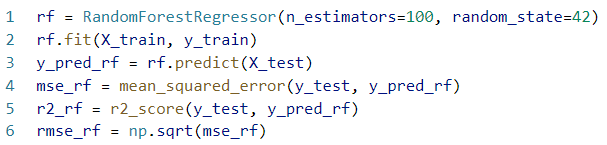 1 rf = RandomForestRegressor(n_estimators=100, random_state=42)
2 rf.fit(X_train, y_train)
3 y_pred_rf = rf.predict(X_test)
4 mse_rf = mean_squared_error(y_test, y_pred_rf)
5 r2_rf = r2_score(y_test, y_pred_rf)
6 rmse_rf = np.sqrt(mse_rf)